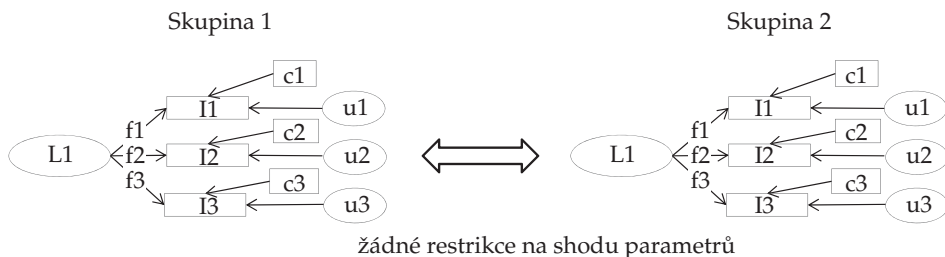 Skupina 1 Skupina 2
c1 c1
I1 u1 I1 u1
f1 c2 f1 c2
L1 f2 I2 u2 L1 f2 I2 u2
f3 c3 f3 c3
I3 u3 I3 u3
žádné restrikce na shodu parametrů